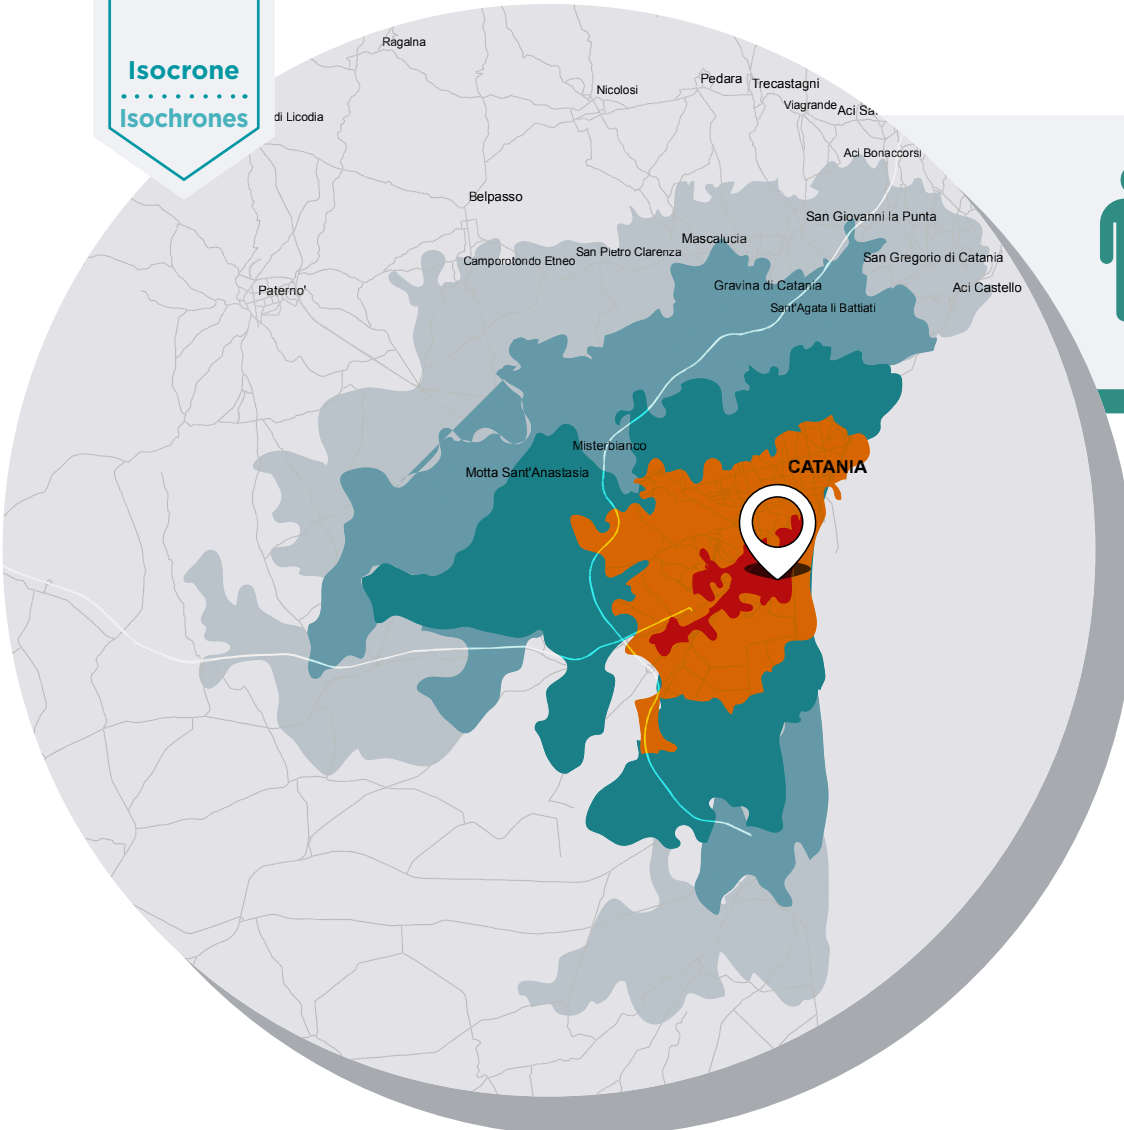 Isocrone
Isochrones
Ragalna
di Licodia
Nicolosi
Pedara
Trecastagni
Viagrande
Aci Sa
Aci Bonaccorsi
Belpasso
San Giovanni la Punta
Mascalucia
San Pietro Clarenza
Camporotondo Etneo
San Gregorio di Catania
Gravina di Catania
Aci Castello
Paterno'
Sant'Agata li Battiati
Misterbianco
Motta Sant'Anastasia
CATANIA